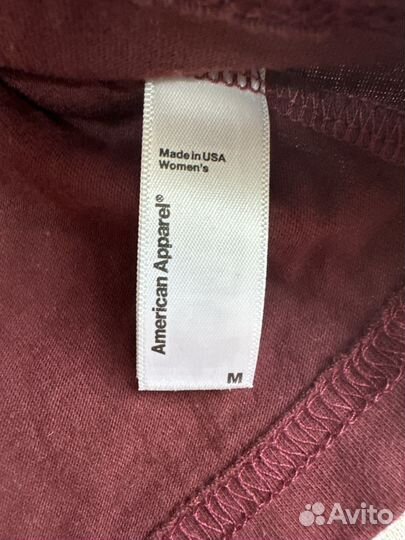 Made in USA
Women's
American Apparel®
M
Avito